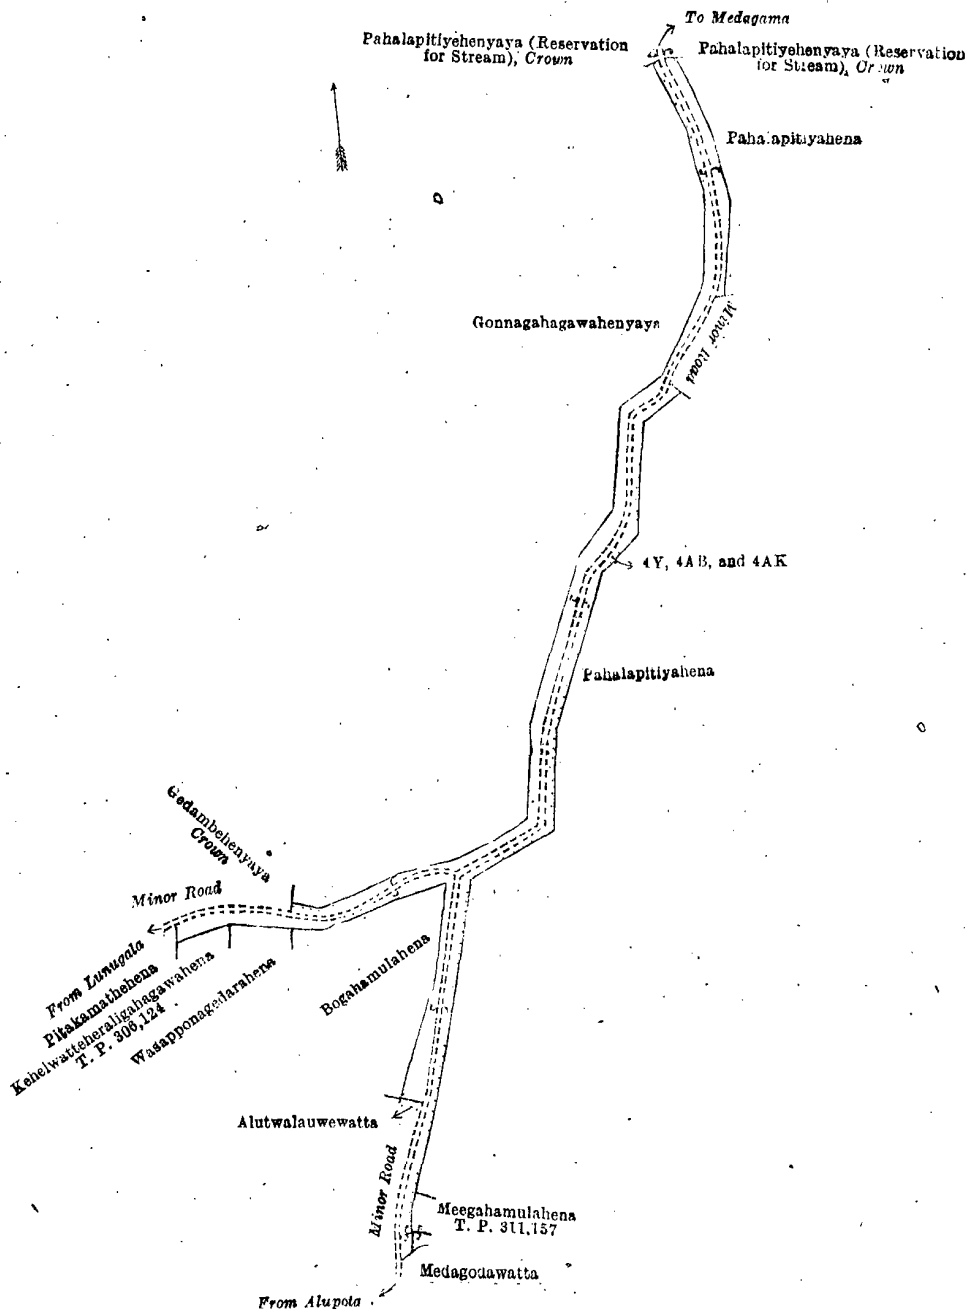 To Medagama
Pahalapitiyehenyaya (Reservation
for Stream), Crown
Pahalapitiyehenyaya (Reservation
for Stream), Crown
Pahalapitiyahena
Gonnagahagawahenyaya
Minor Road
4Y, 4AB, and 4AK
Pahalapitiyahena
Gedambehenyaya
Crown
Minor Road
From Lunugala
Pitakamathehena
Kehelwatteheraligahagawahena
T. P. 306,124
Wasapponagedarahena
Bogahamulahena
Alutwalauwewatta
Minor Road
Meegahamulahena
T. P. 311,157
Medagodawatta
From Alupota